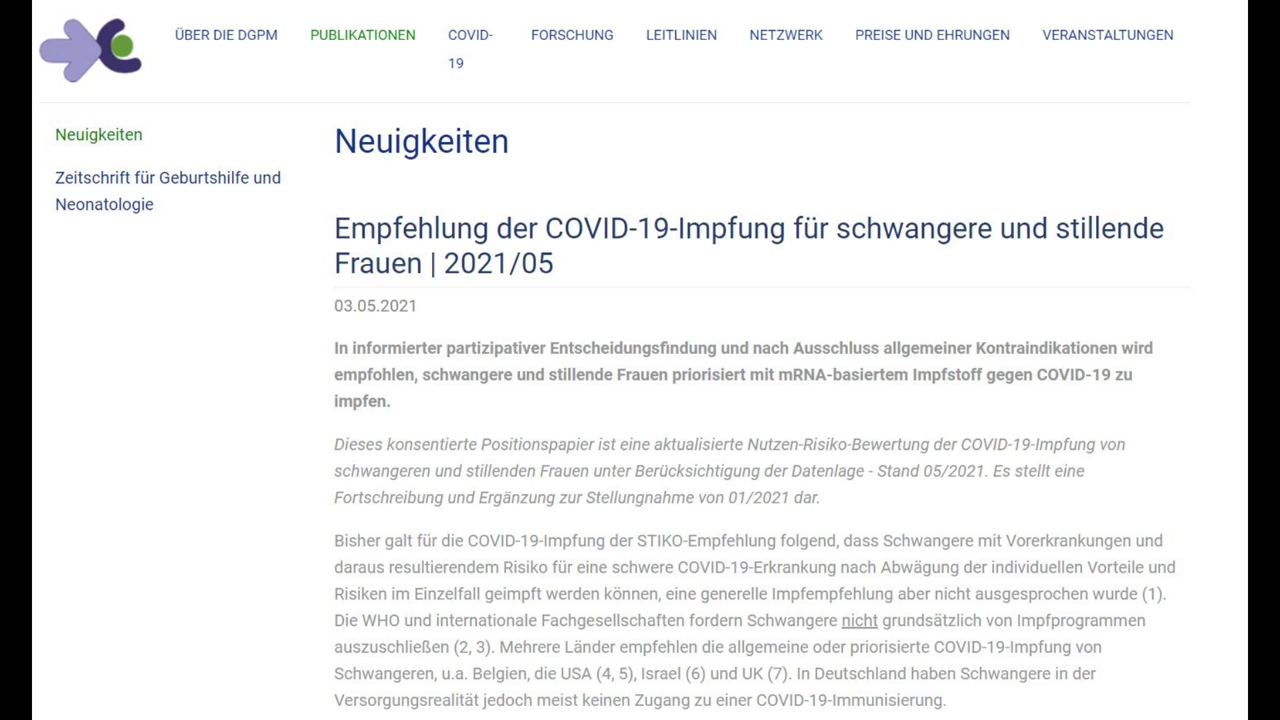 ÜBER DIE DGPM PUBLIKATIONEN COVID-19 FORSCHUNG LEITLINIEN NETZWERK PREISE UND EHRUNGEN VERANSTALTUNGEN
Neuigkeiten
Zeitschrift für Geburtshilfe und
Neonatologie
Neuigkeiten
Empfehlung der COVID-19-Impfung für schwangere und stillende
Frauen | 2021/05
03.05.2021
In informierter partizipativer Entscheidungsfindung und nach Ausschluss allgemeiner Kontraindikationen wird
empfohlen, schwangere und stillende Frauen priorisiert mit mRNA-basiertem Impfstoff gegen COVID-19 zu
impfen.
Dieses konsentierte Positionspapier ist eine aktualisierte Nutzen-Risiko-Bewertung der COVID-19-Impfung von
schwangeren und stillenden Frauen unter Berücksichtigung der Datenlage - Stand 05/2021. Es stellt eine
Fortschreibung und Ergänzung zur Stellungnahme von 01/2021 dar.
Bisher galt für die COVID-19-Impfung der STIKO-Empfehlung folgend, dass Schwangere mit Vorerkrankungen und
daraus resultierendem Risiko für eine schwere COVID-19-Erkrankung nach Abwägung der individuellen Vorteile und
Risiken im Einzelfall geimpft werden können, eine generelle Impfempfehlung aber nicht ausgesprochen wurde (1).
Die WHO und internationale Fachgesellschaften fordern Schwangere nicht grundsätzlich von Impfprogrammen
auszuschließen (2, 3). Mehrere Länder empfehlen die allgemeine oder priorisierte COVID-19-Impfung von
Schwangeren, u.a. Belgien, die USA (4, 5), Israel (6) und UK (7). In Deutschland haben Schwangere in der
Versorgungsrealität jedoch meist keinen Zugang zu einer COVID-19-Immunisierung.